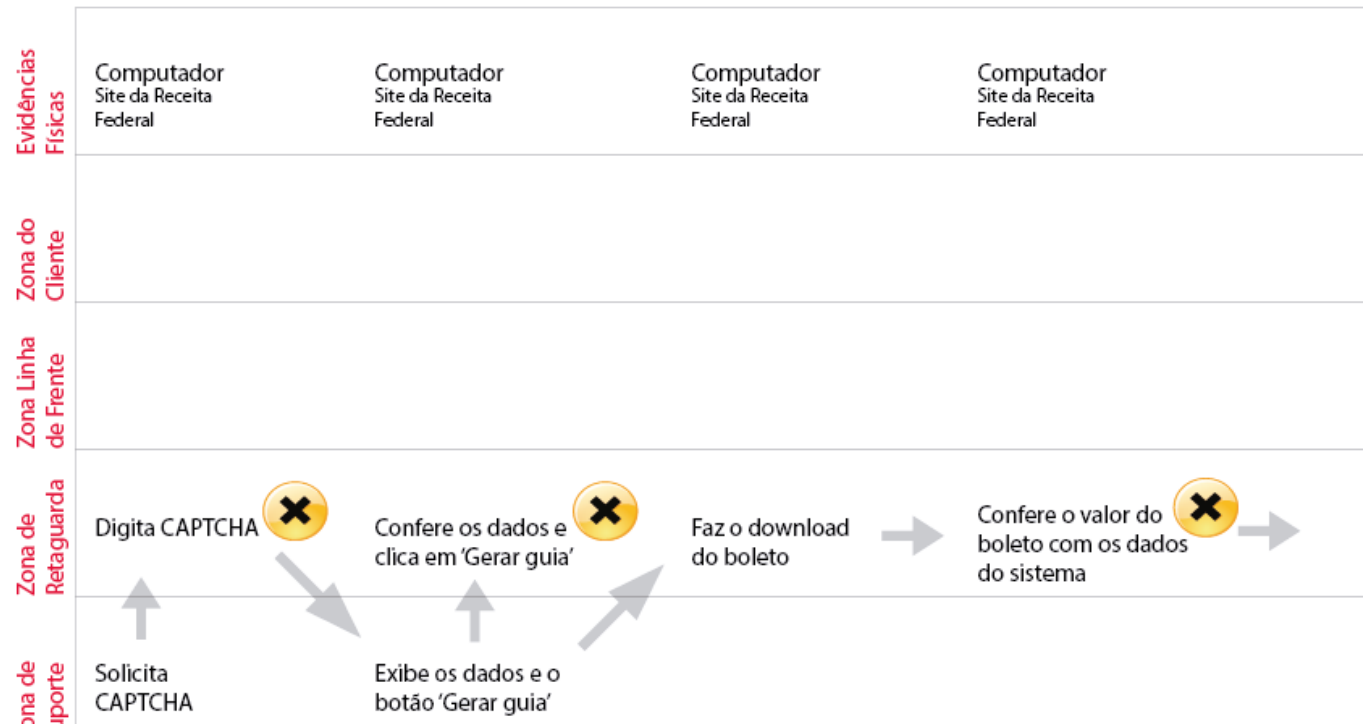 Evidências
Físicas
Computador
Site da Receita
Federal
Computador
Site da Receita
Federal
Computador
Site da Receita
Federal
Computador
Site da Receita
Federal
Zona do
Cliente
Zona Linha
de Frente
Zona de
Retaguarda
Digita CAPTCHA
Confere os dados e
clica em ‘Gerar guia’
Faz o download
do boleto
Confere o valor do
boleto com os dados
do sistema
de
Solicita
CAPTCHA
Exibe os dados e o
botão ‘Gerar guia’